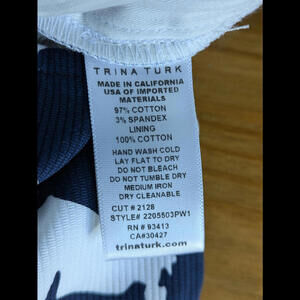 TRINA TURK
MADE IN CALIFORNIA
USA OF IMPORTED
MATERIALS
97% COTTON
3% SPANDEX
LINING
100% COTTON
HAND WASH COLD
LAY FLAT TO DRY
DO NOT BLEACH
DO NOT TUMBLE DRY
MEDIUM IRON
DRY CLEANABLE
CUT # 2128
STYLE# 2205503PW1
RN # 93413
CA#30427
trinaturk.com